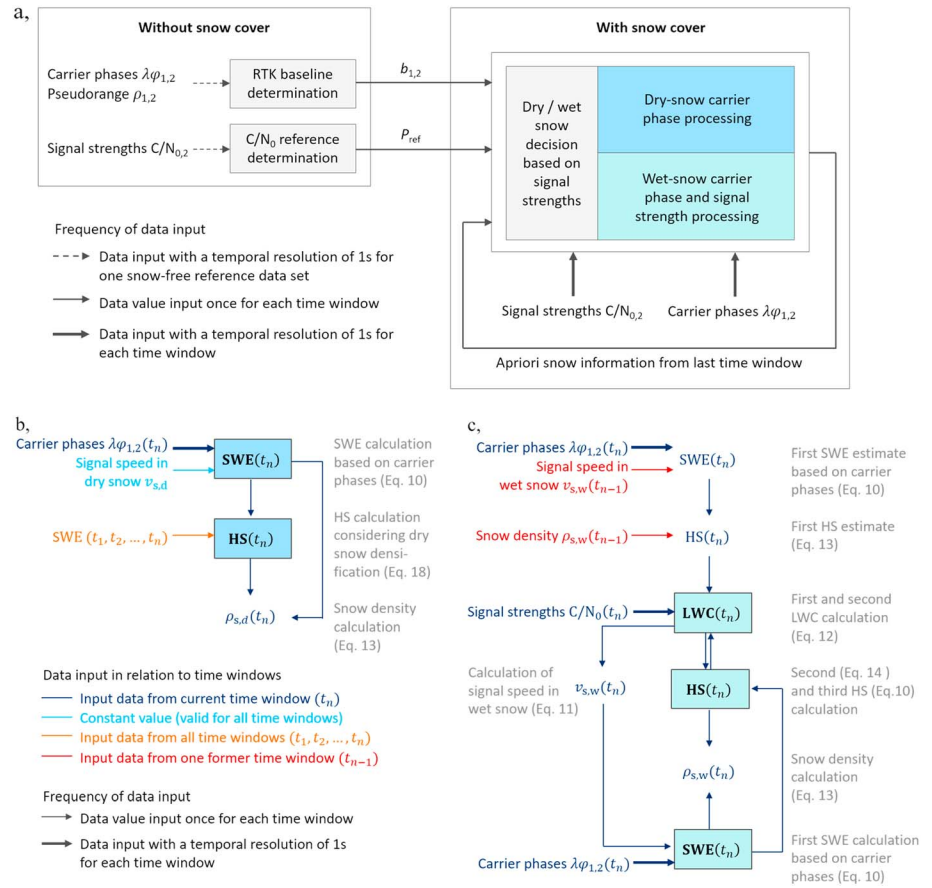 a,
Without snow cover
With snow cover
Carrier phases λφ1,2
Pseudorange ρ1,2
RTK baseline
determination
b1,2
Signal strengths C/N0,2
C/N0 reference
determination
Pref
Dry / wet
snow
decision
based on
signal
strengths
Dry-snow carrier
phase processing
Wet-snow carrier
phase and signal
strength processing
Frequency of data input
Data input with a temporal resolution of 1s for
one snow-free reference data set
Data value input once for each time window
Data input with a temporal resolution of 1s for
each time window
Signal strengths C/N0,2
Carrier phases λφ1,2
Apriori snow information from last time window
b,
Carrier phases λφ1,2(tn)
Signal speed in
dry snow vs,d
SWE(tn)
SWE calculation
based on carrier
phases (Eq. 10)
SWE (t1, t2, ..., tn)
HS(tn)
HS calculation
considering dry
snow densi-
fication (Eq. 18)
ρs,d(tn)
Snow density
calculation
(Eq. 13)
Data input in relation to time windows
Input data from current time window (tn)
Constant value (valid for all time windows)
Input data from all time windows (t1, t2, ..., tn)
Input data from one former time window (tn−1)
Frequency of data input
Data value input once for each time window
Data input with a temporal resolution of 1s
for each time window
c,
Carrier phases λφ1,2(tn)
Signal speed in
wet snow vs,w(tn−1)
SWE(tn)
First SWE estimate
based on carrier
phases (Eq. 10)
Snow density ρs,w(tn−1)
HS(tn)
First HS estimate
(Eq. 13)
Signal strengths C/N0(tn)
LWC(tn)
First and second
LWC calculation
(Eq. 12)
Calculation of
signal speed in
wet snow (Eq. 11)
vs,w(tn)
HS(tn)
Second (Eq. 14 )
and third HS (Eq.10)
calculation
ρs,w(tn)
Snow density
calculation
(Eq. 13)
Carrier phases λφ1,2(tn)
SWE(tn)
First SWE calculation
based on carrier
phases (Eq. 10)